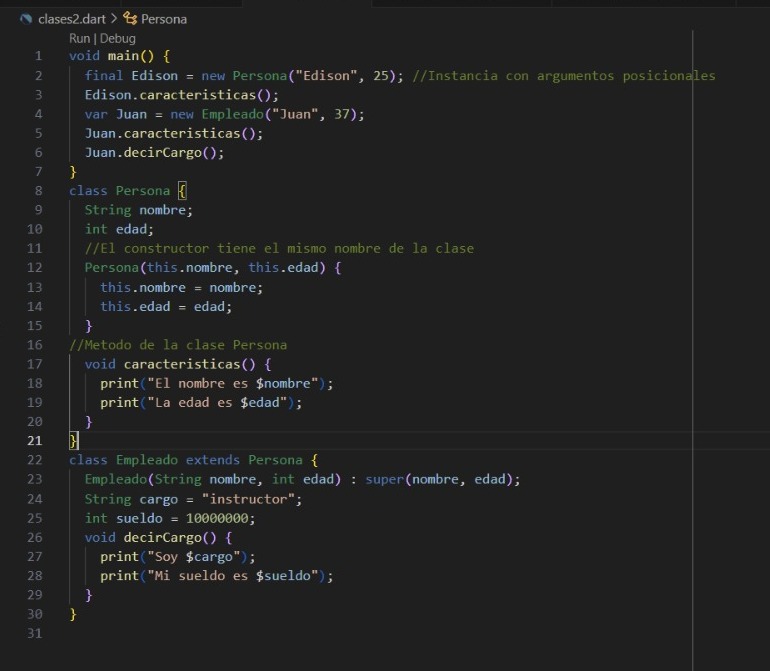 clases2.dart > Persona
Run | Debug
1 void main() {
2   final Edison = new Persona("Edison", 25); //Instancia con argumentos posicionales
3   Edison.caracteristicas();
4   var Juan = new Empleado("Juan", 37);
5   Juan.caracteristicas();
6   Juan.decirCargo();
7 }
8 class Persona {
9   String nombre;
10   int edad;
11   //El constructor tiene el mismo nombre de la clase
12   Persona(this.nombre, this.edad) {
13     this.nombre = nombre;
14     this.edad = edad;
15   }
16 //Metodo de la clase Persona
17   void caracteristicas() {
18     print("El nombre es $nombre");
19     print("La edad es $edad");
20   }
21 }
22 class Empleado extends Persona {
23   Empleado(String nombre, int edad) : super(nombre, edad);
24   String cargo = "instructor";
25   int sueldo = 10000000;
26   void decirCargo() {
27     print("Soy $cargo");
28     print("Mi sueldo es $sueldo");
29   }
30 }
31